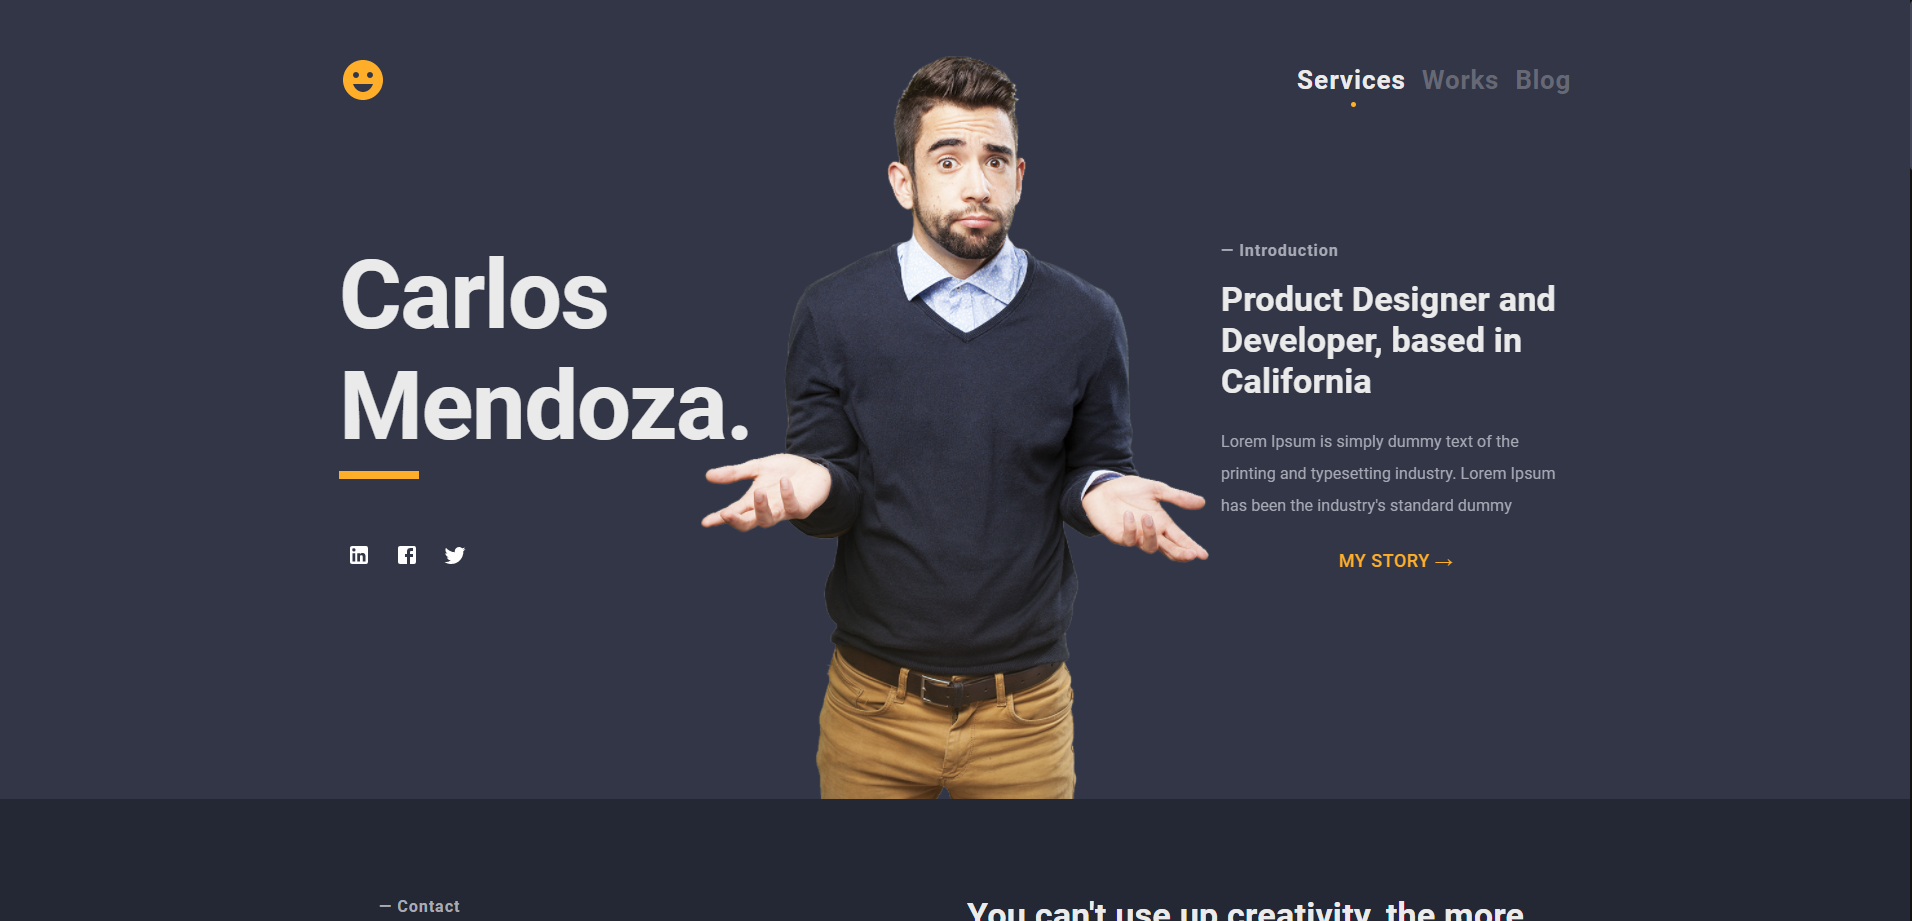 Services Works Blog
Carlos
Mendoza.
— Introduction
Product Designer and
Developer, based in
California
Lorem Ipsum is simply dummy text of the
printing and typesetting industry. Lorem Ipsum
has been the industry's standard dummy
MY STORY →
— Contact
You can't use up creativity, the more